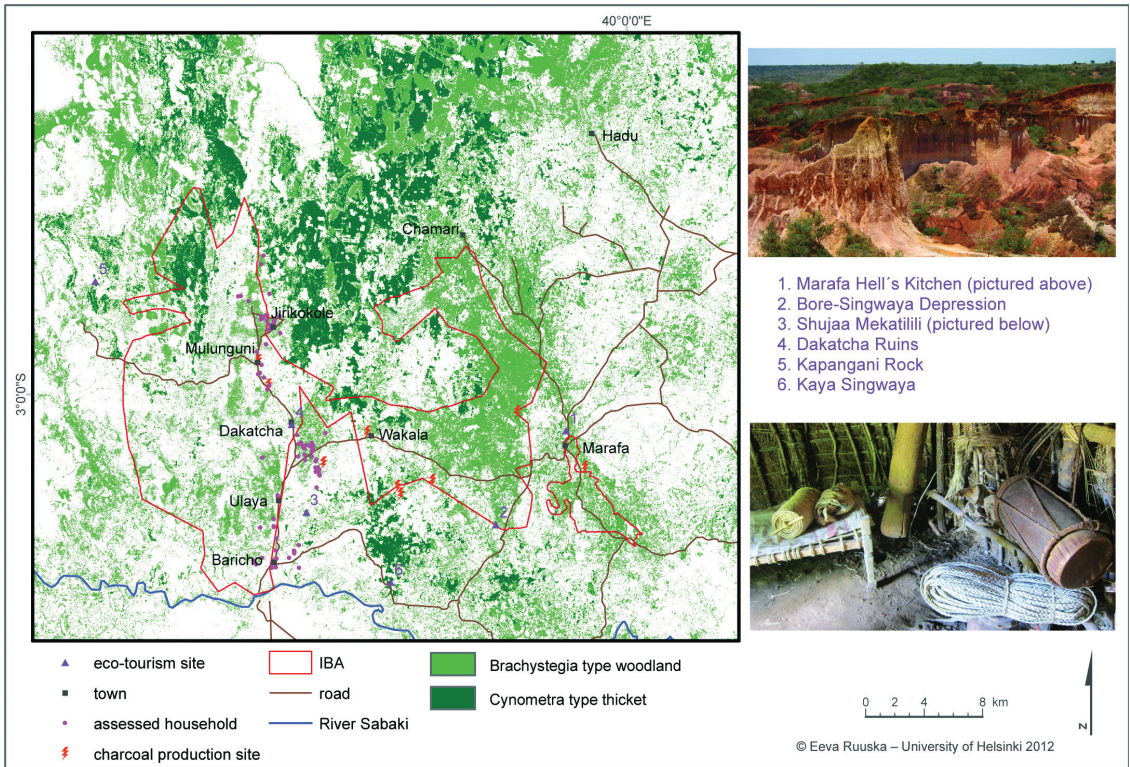 40°0'0"E
3°0'0"S
Hadu
Chamari
5
Jirikokole
Mulunguni
4
Dakatcha
Wakala
1
Marafa
Ulaya
3
2
Baricho
6
1. Marafa Hell´s Kitchen (pictured above)
2. Bore-Singwaya Depression
3. Shujaa Mekatilili (pictured below)
4. Dakatcha Ruins
5. Kapangani Rock
6. Kaya Singwaya
eco-tourism site
town
assessed household
charcoal production site
IBA
road
River Sabaki
Brachystegia type woodland
Cynometra type thicket
0 2 4 8 km
N
© Eeva Ruuska – University of Helsinki 2012